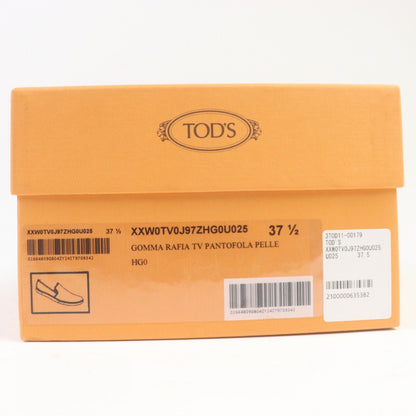 TOD'S
XXW0TV0J97ZHG0U025 37 ½
XXW0TV0J97ZHG0U025 37 ½
GOMMA RAFIA TV PANTOFOLA PELLE
HG0
3TOD11-00179
TOD'S
XXW0TV0J97ZHG0U025
U025 37.5
2100000635382